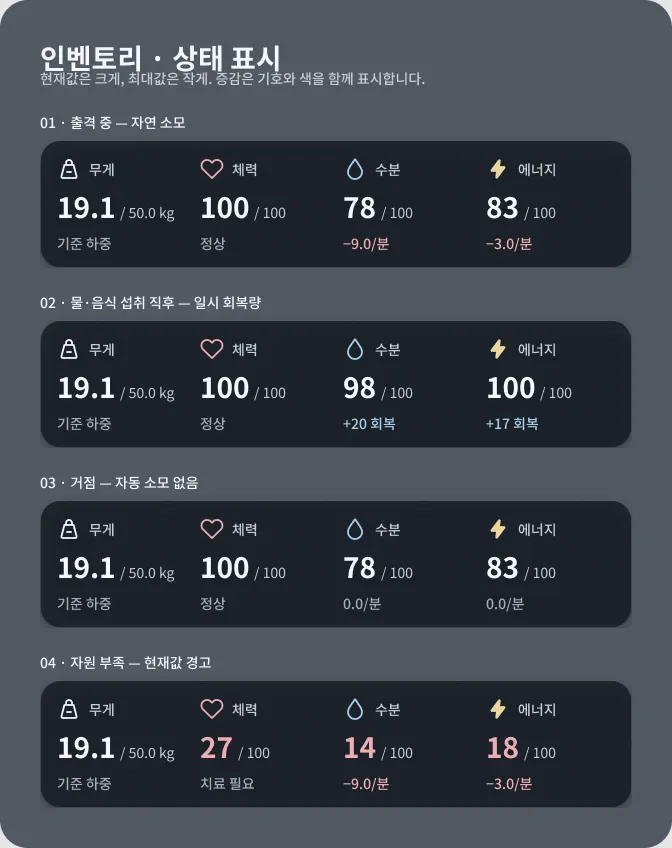 인벤토리 · 상태 표시
현재값은 크게, 최대값은 작게. 증감은 기호와 색을 함께 표시합니다.
01 · 출격 중 — 자연 소모
무게 체력 수분 에너지
19.1 / 50.0 kg 100 / 100 78 / 100 83 / 100
기준 하중 정상 −9.0/분 −3.0/분
02 · 물·음식 섭취 직후 — 일시 회복량
무게 체력 수분 에너지
19.1 / 50.0 kg 100 / 100 98 / 100 100 / 100
기준 하중 정상 +20 회복 +17 회복
03 · 거점 — 자동 소모 없음
무게 체력 수분 에너지
19.1 / 50.0 kg 100 / 100 78 / 100 83 / 100
기준 하중 정상 0.0/분 0.0/분
04 · 자원 부족 — 현재값 경고
무게 체력 수분 에너지
19.1 / 50.0 kg 27 / 100 14 / 100 18 / 100
기준 하중 치료 필요 −9.0/분 −3.0/분